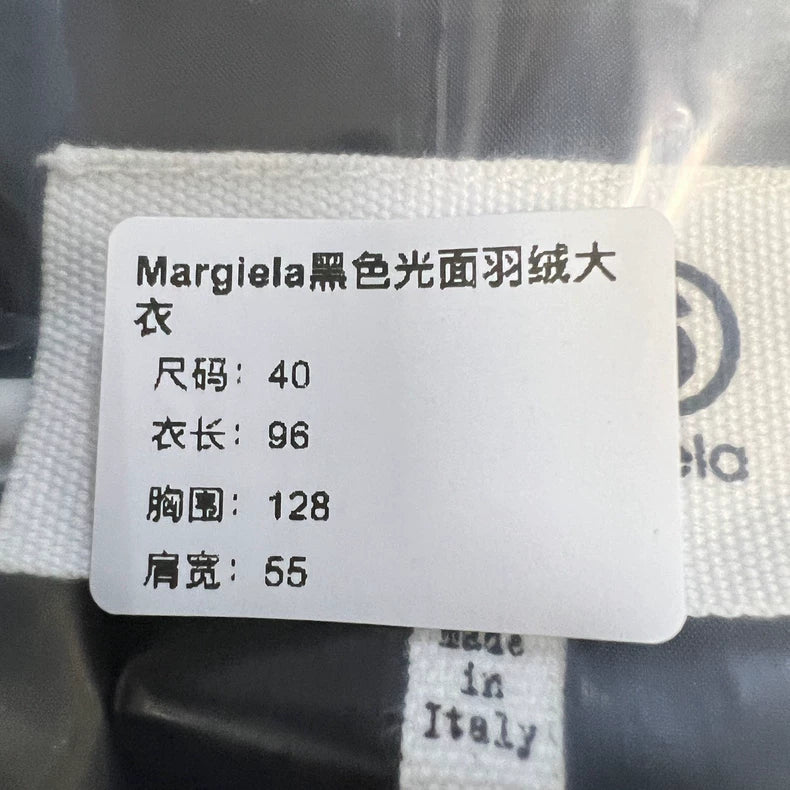 Margiela黑色光面羽绒大
衣
尺码：40
衣长：96
胸围：128
肩宽：55
6
ela
Made
in
Italy